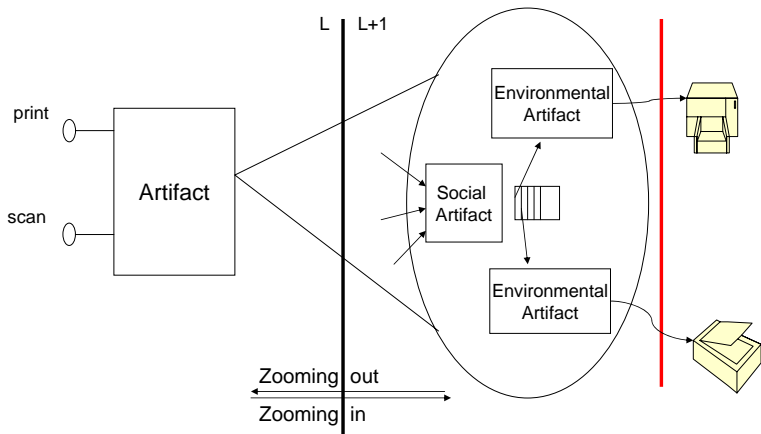 L L+1
print
scan
Artifact
Environmental
Artifact
Social
Artifact
Environmental
Artifact
Zooming out
Zooming in